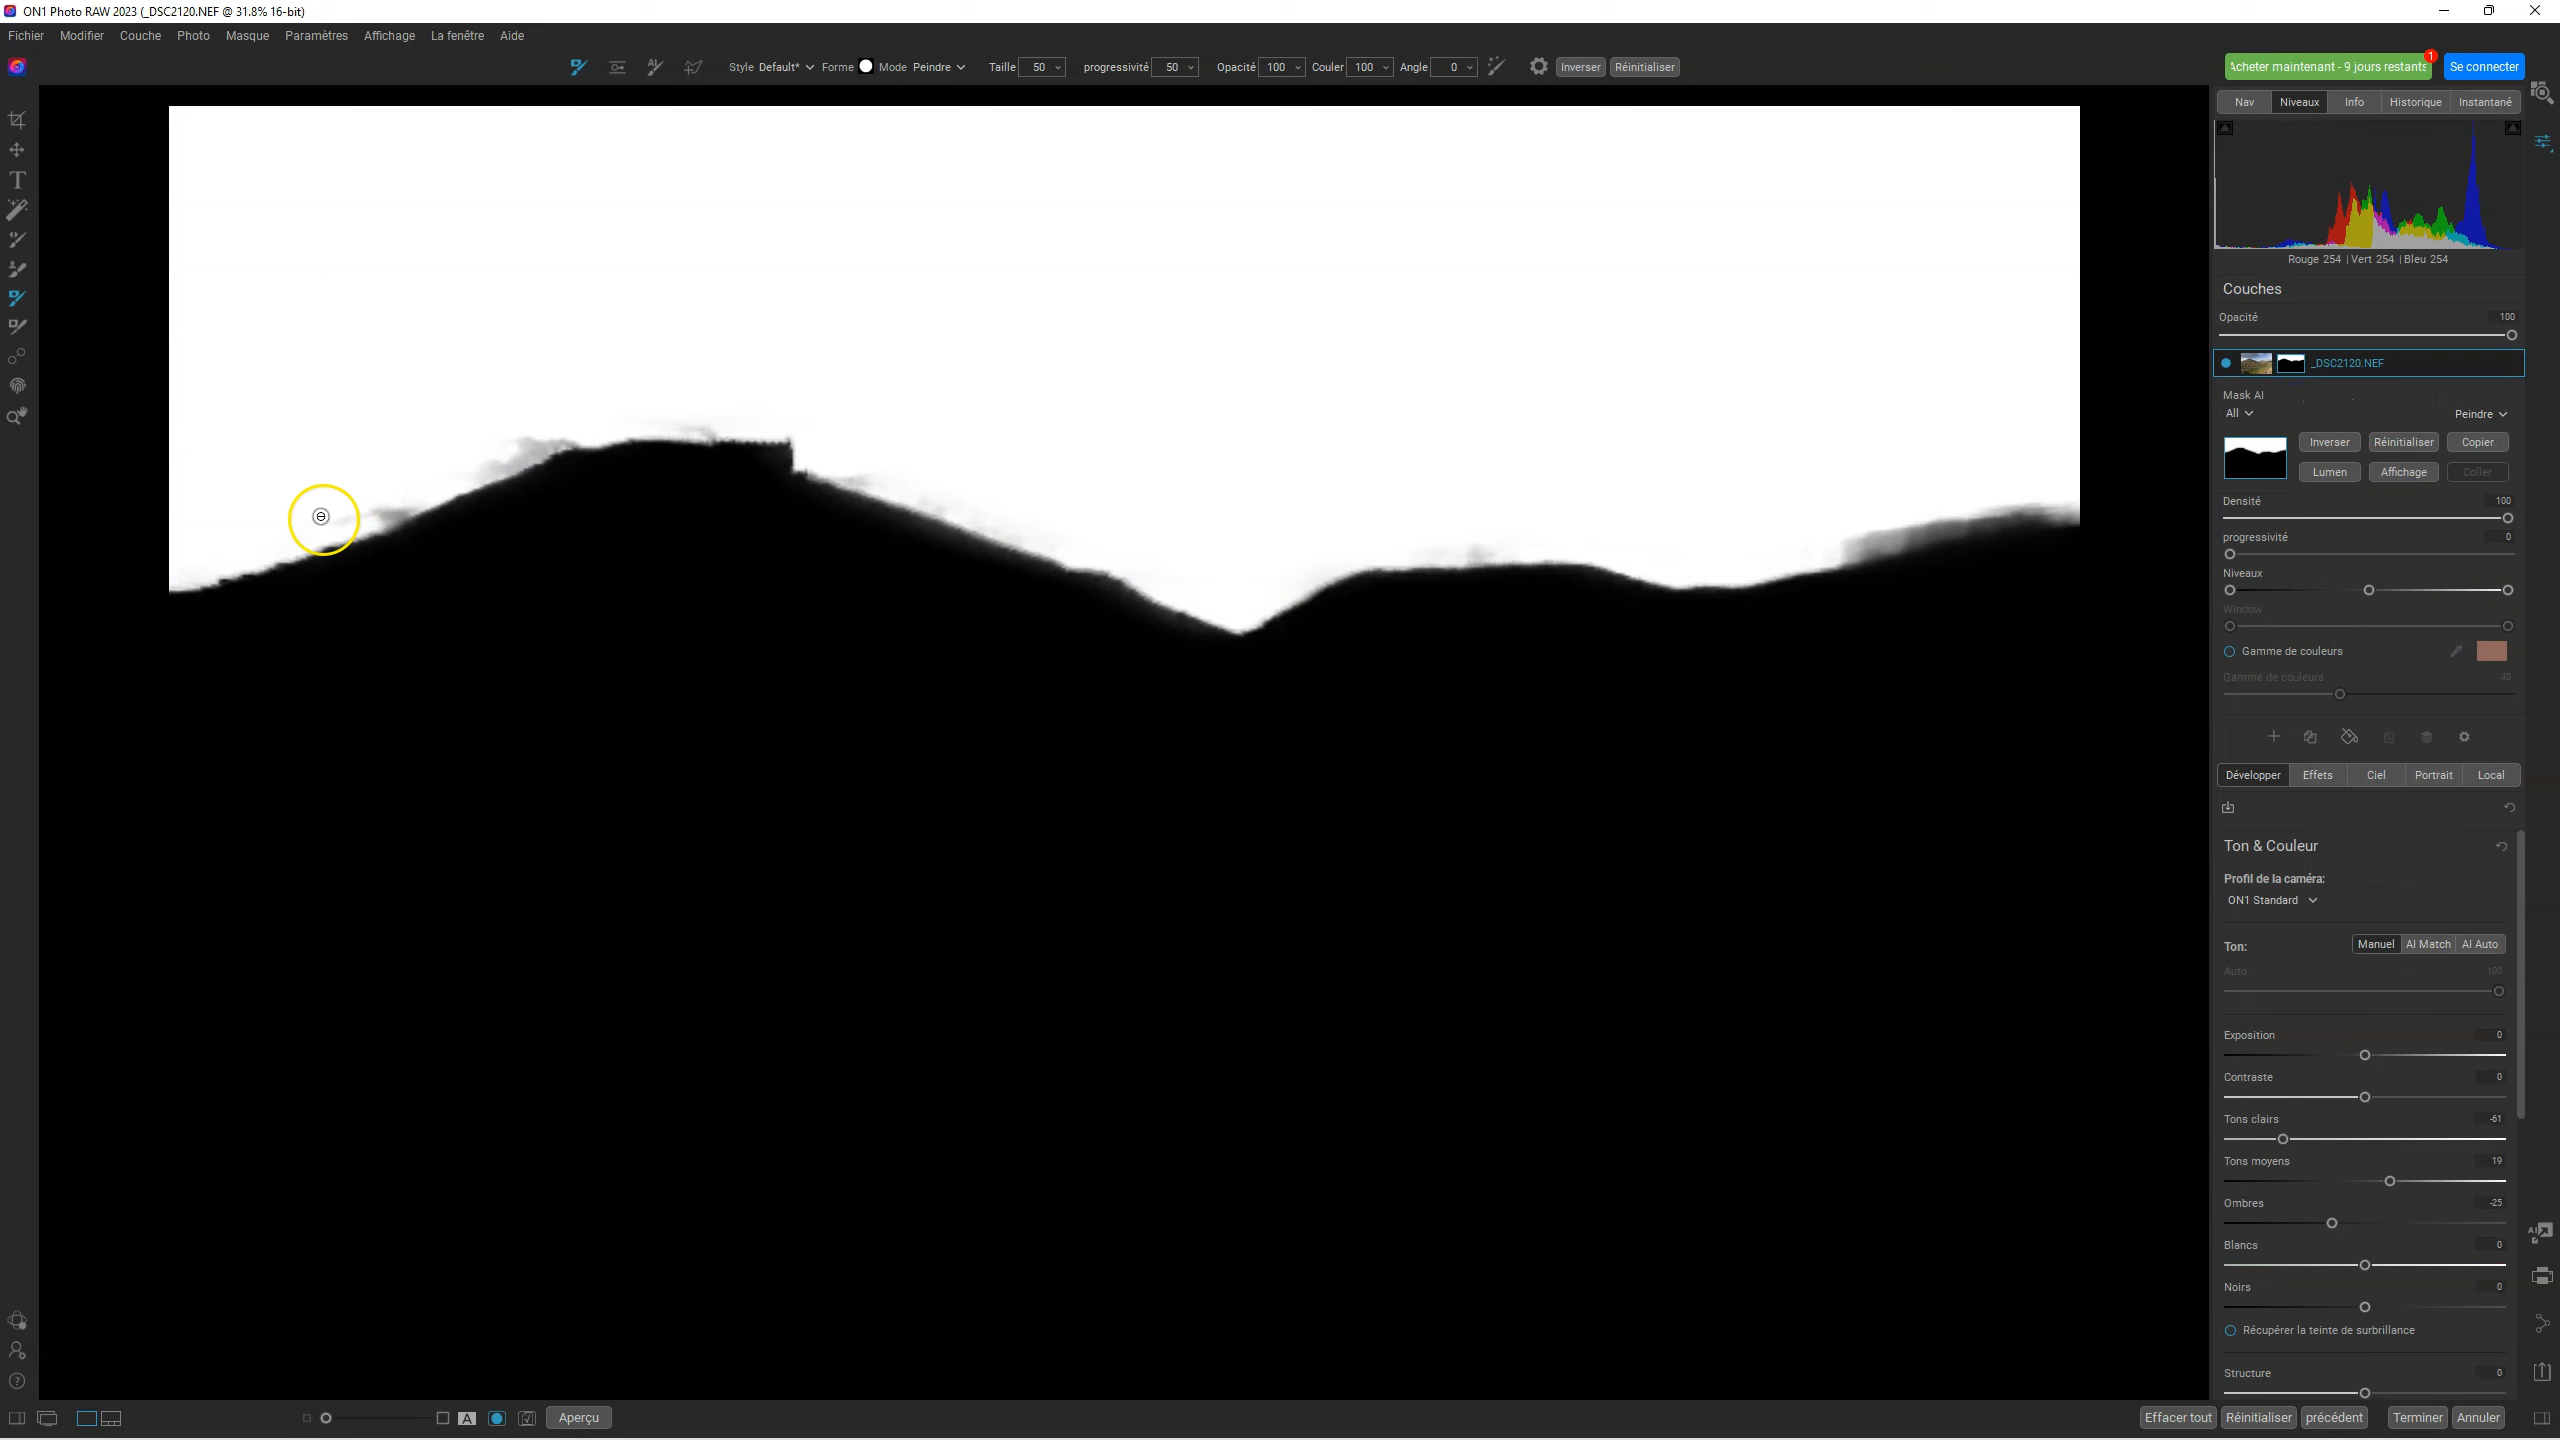 ON1 Photo RAW 2023 (_DSC2120.NEF @ 31.8% 16-bit)
Fichier Modifier Couche Photo Masque Paramètres Affichage La fenêtre Aide
Style Default* Forme Mode Peindre Taille 50 progressivité 50 Opacité 100 Couler 100 Angle 0 Inverser Réinitialiser
Acheter maintenant - 9 jours restants 1 Se connecter
Nav Niveaux Info Historique Instantané
Rouge 254 | Vert 254 | Bleu 254
Couches
Opacité 100
_DSC2120.NEF
Mask AI
All Peindre
Inverser Réinitialiser Copier
Lumen Affichage Coller
Densité 100
progressivité 0
Niveaux
Window
Gamme de couleurs
Gamme de couleurs 40
Développer Effets Ciel Portrait Local
Ton & Couleur
Profil de la caméra:
ON1 Standard
Ton: Manuel AI Match AI Auto
Auto 100
Exposition 0
Contraste 0
Tons clairs -61
Tons moyens 19
Ombres -25
Blancs 0
Noirs 0
Récupérer la teinte de surbrillance
Structure 0
A Aperçu Effacer tout Réinitialiser précédent Terminer Annuler